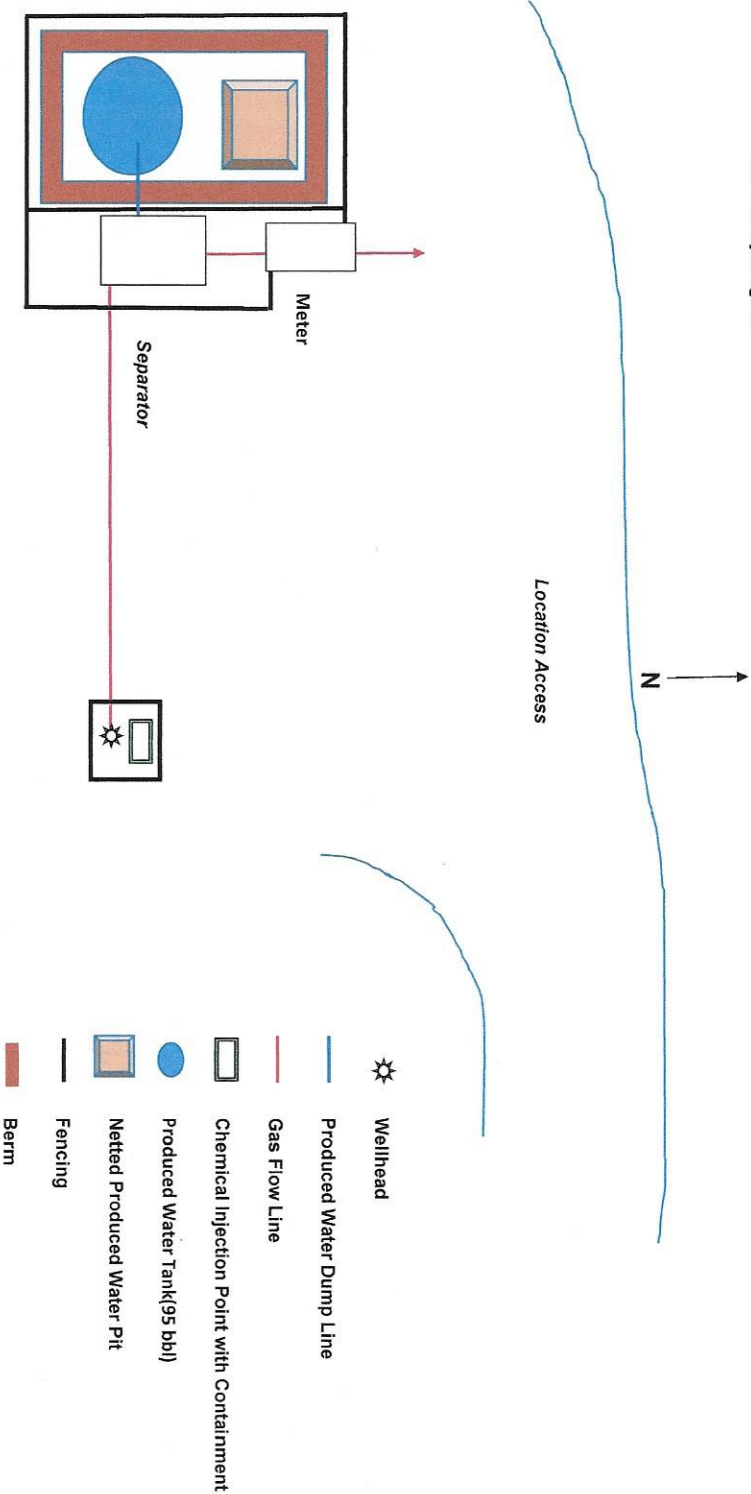 N
Location Access
Meter
Separator
Wellhead
Produced Water Dump Line
Gas Flow Line
Chemical Injection Point with Containment
Produced Water Tank(95 bbl)
Netted Produced Water Pit
Fencing
Berm